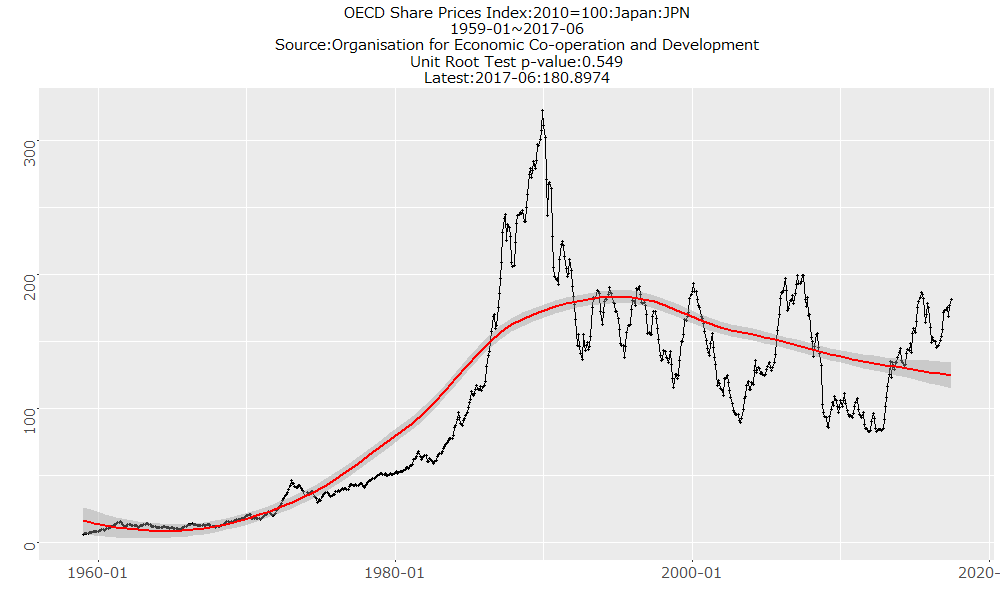 OECD Share Prices Index:2010=100:Japan:JPN
1959-01~2017-06
Source:Organisation for Economic Co-operation and Development
Unit Root Test p-value:0.549
Latest:2017-06:180.8974
300
200
100
0
1960-01
1980-01
2000-01
2020-